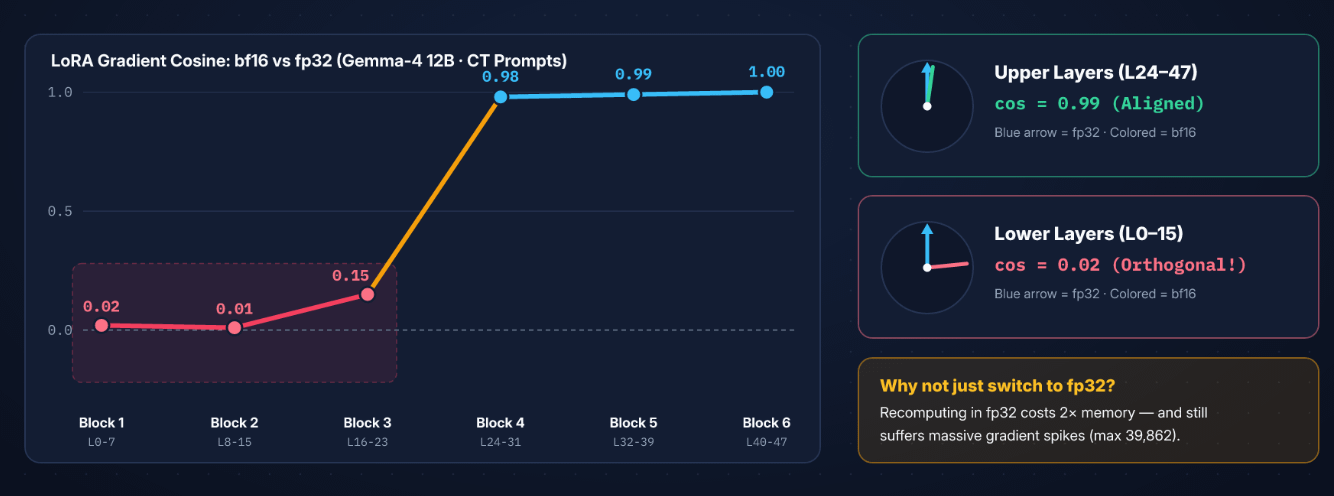 LoRA Gradient Cosine: bf16 vs fp32 (Gemma-4 12B · CT Prompts)
1.0
0.5
0.0
0.02
0.01
0.15
0.98
0.99
1.00
Block 1
L0-7
Block 2
L8-15
Block 3
L16-23
Block 4
L24-31
Block 5
L32-39
Block 6
L40-47
Upper Layers (L24–47)
cos = 0.99 (Aligned)
Blue arrow = fp32 · Colored = bf16
Lower Layers (L0–15)
cos = 0.02 (Orthogonal!)
Blue arrow = fp32 · Colored = bf16
Why not just switch to fp32?
Recomputing in fp32 costs 2× memory — and still
suffers massive gradient spikes (max 39,862).